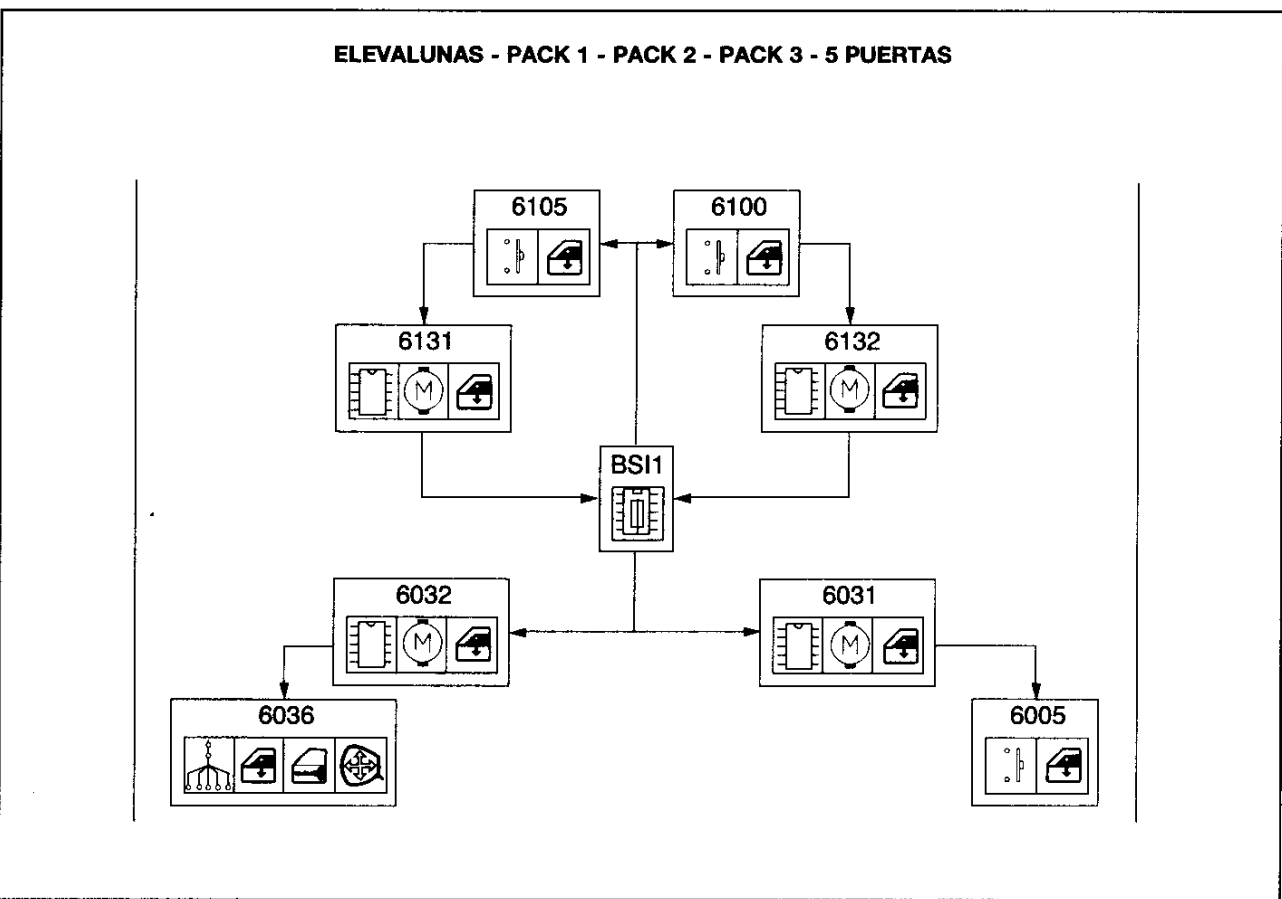 ELEVALUNAS - PACK 1 - PACK 2 - PACK 3 - 5 PUERTAS
6105
6100
6131
6132
M
M
BSI1
6032
6031
M
M
6036
6005